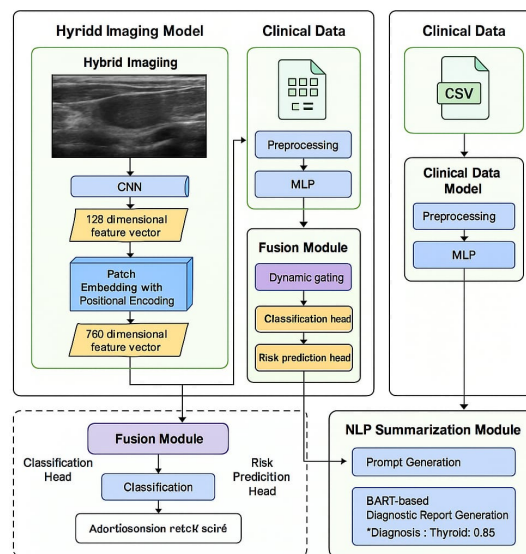 Hyridd Imaging Model
Hybrid Imagiing
CNN
128 dimensional
feature vector
Patch
Embedding with
Positional Encoding
760 dimensional
feature vector
Clinical Data
Preprocessing
MLP
Fusion Module
Dynamic gating
Classification head
Risk prediction head
Clinical Data
CSV
Clinical Data
Model
Preprocessing
MLP
Fusion Module
Classification
Head
Risk
Predicition
Head
Classification
Adortiosonsion retck sciré
NLP Summarization Module
Prompt Generation
BART-based
Diagnostic Report Generation
*Diagnosis : Thyroid: 0.85